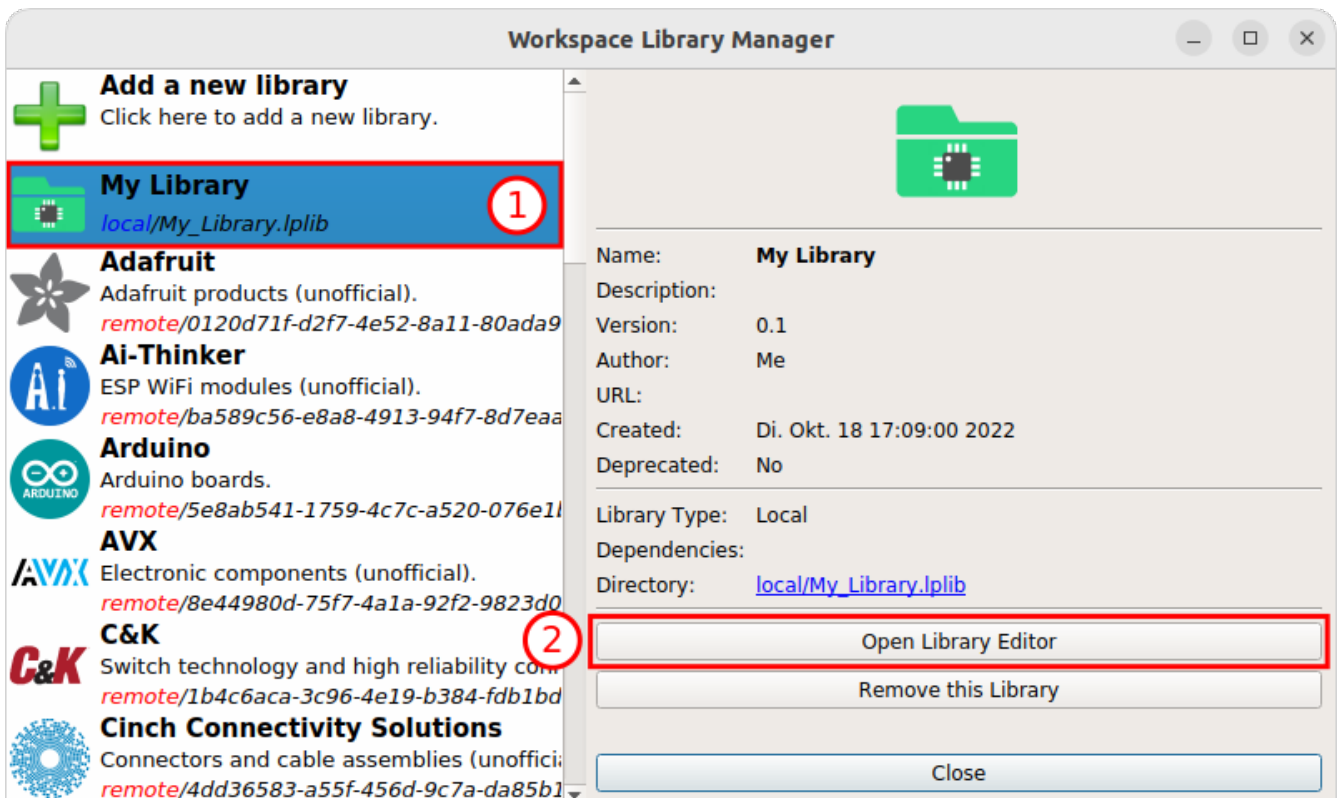 Workspace Library Manager
Add a new library
Click here to add a new library.
My Library
local/My_Library.lplib
1
Adafruit
Adafruit products (unofficial).
remote/0120d71f-d2f7-4e52-8a11-80ada9
Ai-Thinker
ESP WiFi modules (unofficial).
remote/ba589c56-e8a8-4913-94f7-8d7eaa
Arduino
Arduino boards.
remote/5e8ab541-1759-4c7c-a520-076e1
ARDUINO
AVX
Electronic components (unofficial).
remote/8e44980d-75f7-4a1a-92f2-9823d0
C&K
C&K
Switch technology and high reliability
remote/1b4c6aca-3c96-4e19-b384-fdb1bd
Cinch Connectivity Solutions
Connectors and cable assemblies
remote/4dd36583-a55f-456d-9c7a-da85b1
Name: My Library
Description:
Version: 0.1
Author: Me
URL:
Created: Di. Okt. 18 17:09:00 2022
Deprecated: No
Library Type: Local
Dependencies:
Directory: local/My_Library.lplib
2
Open Library Editor
Remove this Library
Close